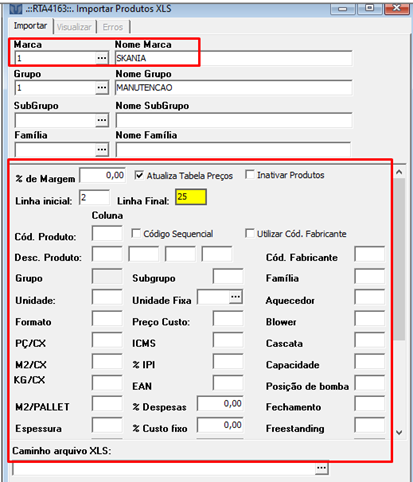 .::RTA4163::. Importar Produtos XLS
Importar Visualizar Erros
Marca Nome Marca
1 ... SKANIA
Grupo Nome Grupo
1 ... MANUTENCAO
SubGrupo Nome SubGrupo
...
Família Nome Família
...
% de Margem 0,00 Atualiza Tabela Preços Inativar Produtos
Linha inicial: 2 Linha Final: 25
Coluna
Cód. Produto: Código Sequencial Utilizar Cód. Fabricante
Desc. Produto: Cód. Fabricante
Grupo Subgrupo Família
Unidade: Unidade Fixa ... Aquecedor
Formato Preço Custo: Blower
PÇ/CX ICMS Cascata
M2/CX % IPI Capacidade
KG/CX EAN Posição de bomba
M2/PALLET % Despesas 0,00 Fechamento
Espessura % Custo fixo 0,00 Freestanding
Caminho arquivo XLS:
...